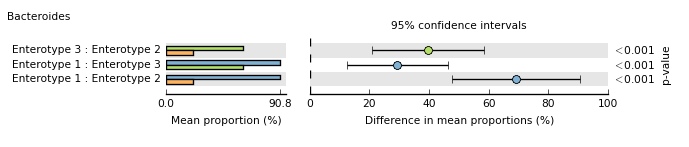 Bacteroides
95% confidence intervals
Enterotype 3 : Enterotype 2
<0.001
Enterotype 1 : Enterotype 3
<0.001
Enterotype 1 : Enterotype 2
<0.001
p-value
0.0 90.8
0 20 40 60 80 100
Mean proportion (%)
Difference in mean proportions (%)